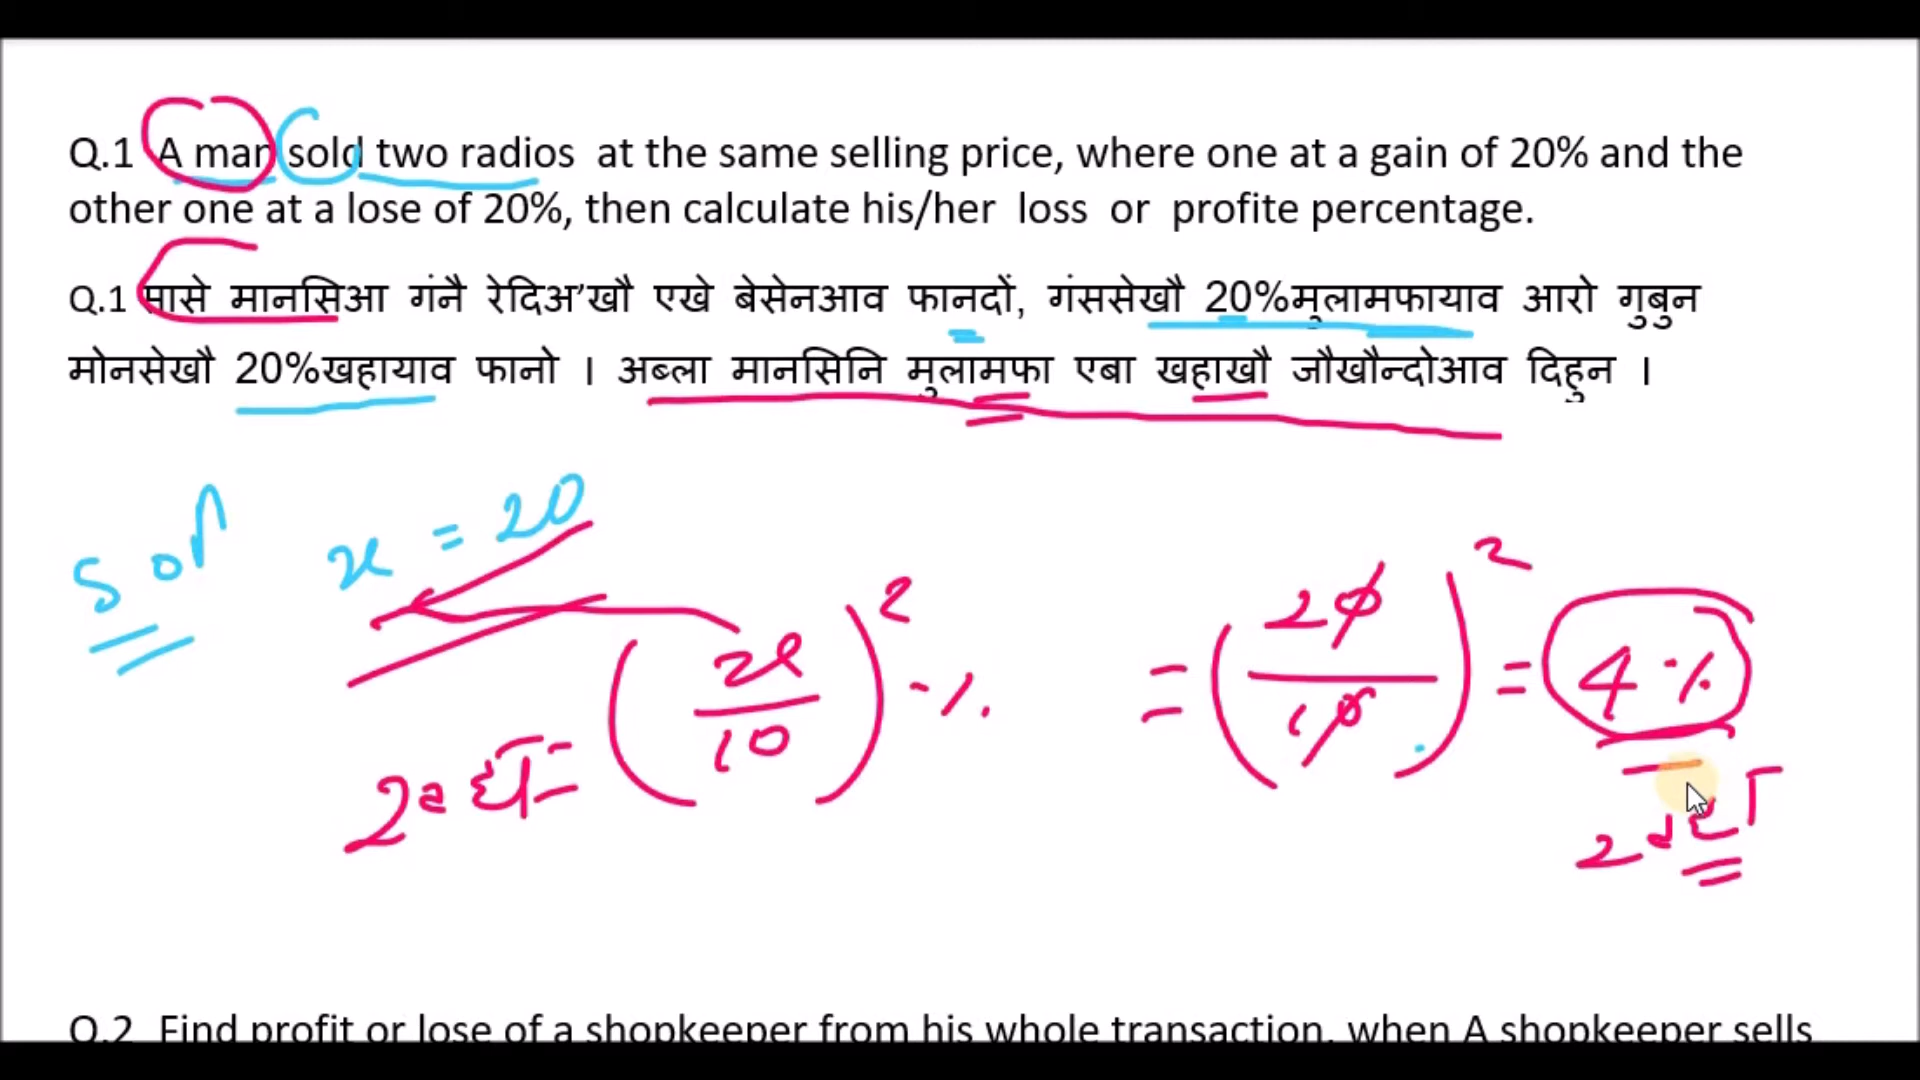 Q.1 A man sold two radios at the same selling price, where one at a gain of 20% and the
other one at a lose of 20%, then calculate his/her loss or profite percentage.
Q.1 मासे मानसिआ गंनै रेदिअ'खौ एखे बेसेनआव फानदों, गंससेखौ 20%मुलामफायाव आरो गुबुन
मोनसेखौ 20%खहायाव फानो । अब्ला मानसिनि मुलामफा एबा खहाखौ जौखौन्दोआव दिहुन ।
x = 20
= (x/10)² %
= (20/10)² = 4%
Q.2 Find profit or lose of a shopkeeper from his whole transaction, when A shopkeeper sells